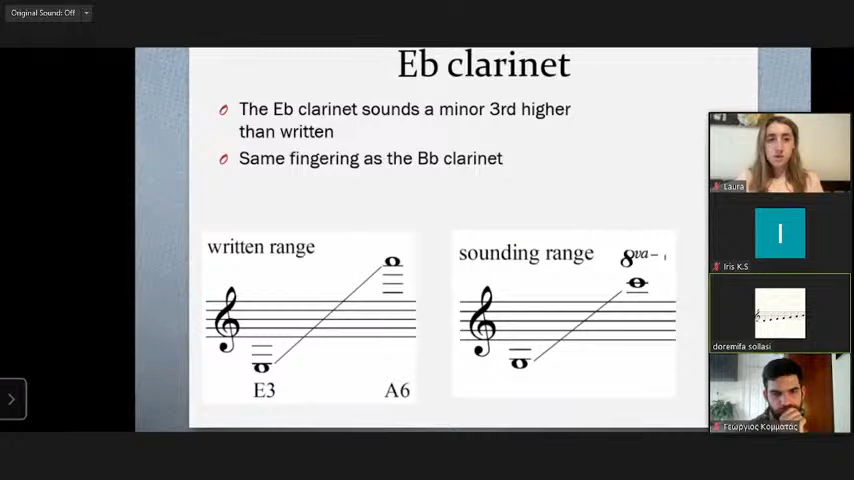 Original Sound: Off
Eb clarinet
The Eb clarinet sounds a minor 3rd higher
than written
Same fingering as the Bb clarinet
written range
E3
A6
sounding range
8va
Laura
I
Iris K.S
doremifa sollasi
Γεώργιος Κομματάς